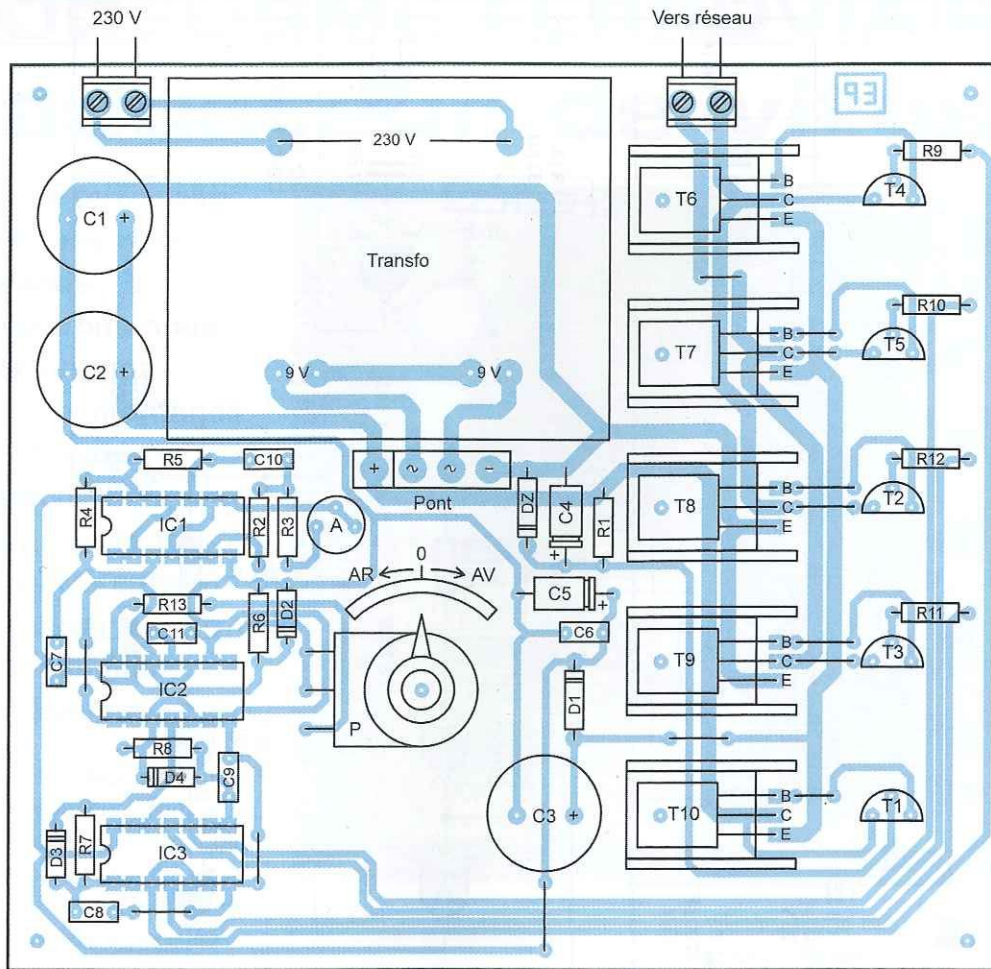 230 V
Vers réseau
93
230 V
R9
B
C
E
T6
T4
C1
+
Transfo
R10
B
C
E
T7
T5
C2
+
9 V
9 V
R5
C10
+
~
~
-
Pont
R12
B
C
E
T8
T2
R4
IC1
R2
R3
A
DZ
C4
+
R1
0
AR
AV
R13
C11
R6
D2
C5
+
C6
R11
B
C
E
T9
T3
C7
IC2
P
D1
R8
D4
C9
B
C
E
T10
T1
C3
+
D3
R7
IC3
C8